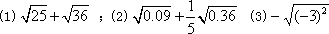 (1) √25+√36 ；(2) √0.09+1/5√0.36 (3)-√(-3)²